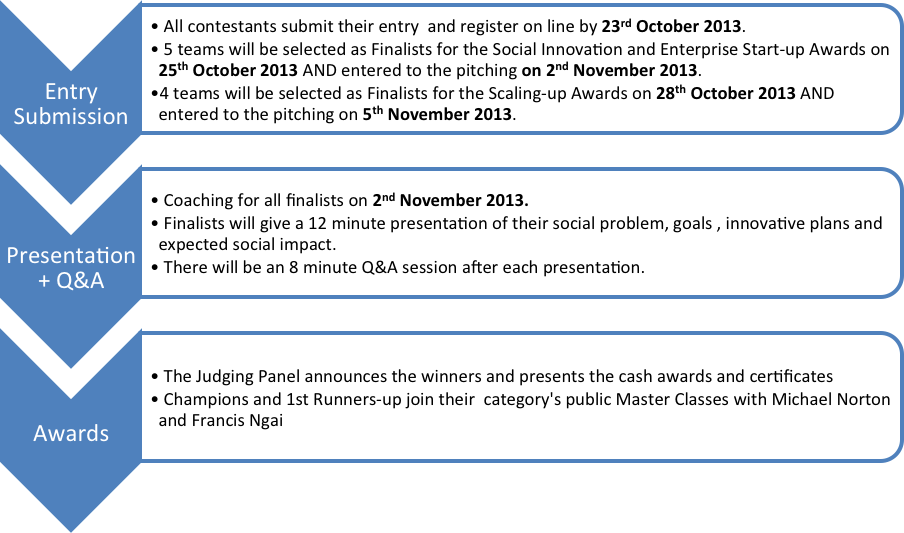 Entry
Submission
• All contestants submit their entry  and register on line by 23rd October 2013.
• 5 teams will be selected as Finalists for the Social Innovation and Enterprise Start-up Awards on
25th October 2013 AND entered to the pitching on 2nd November 2013.
•4 teams will be selected as Finalists for the Scaling-up Awards on 28th October 2013 AND
entered to the pitching on 5th November 2013.
Presentation
+ Q&A
• Coaching for all finalists on 2nd November 2013.
• Finalists will give a 12 minute presentation of their social problem, goals , innovative plans and
expected social impact.
• There will be an 8 minute Q&A session after each presentation.
Awards
• The Judging Panel announces the winners and presents the cash awards and certificates
• Champions and 1st Runners-up join their  category's public Master Classes with Michael Norton
and Francis Ngai